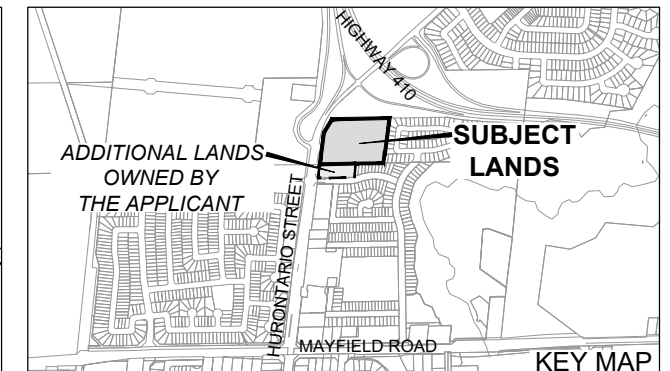 HIGHWAY 410
SUBJECT
LANDS
ADDITIONAL LANDS
OWNED BY
THE APPLICANT
HURONTARIO STREET
MAYFIELD ROAD
KEY MAP